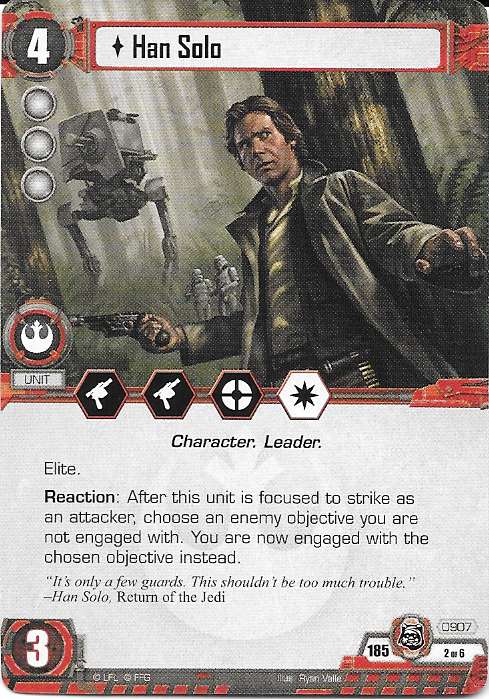 4
Han Solo
UNIT
Character. Leader.
Elite.
Reaction: After this unit is focused to strike as
an attacker, choose an enemy objective you are
not engaged with. You are now engaged with the
chosen objective instead.
"It's only a few guards. This shouldn't be too much trouble."
–Han Solo, Return of the Jedi
3
0907
185
2 of 6
© LFL © FFG
Illus. Ryan Valle